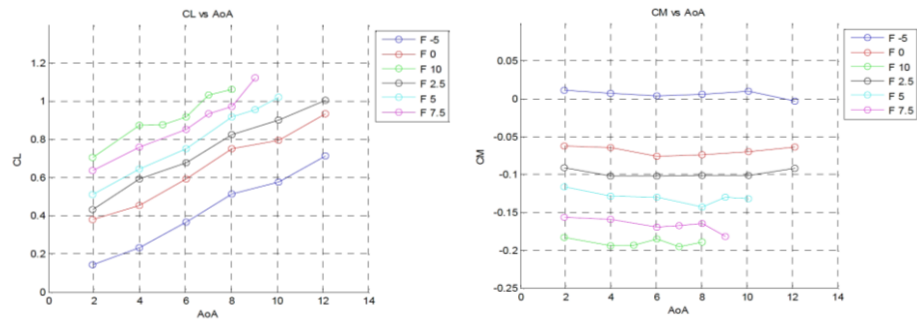 CL vs AoA
1.2
1
0.8
0.6
0.4
0.2
0
CL
0 2 4 6 8 10 12 14
AoA
F -5
F 0
F 10
F 2.5
F 5
F 7.5
CM vs AoA
0.05
0
-0.05
-0.1
-0.15
-0.2
-0.25
CM
0 2 4 6 8 10 12 14
AoA
F -5
F 0
F 10
F 2.5
F 5
F 7.5